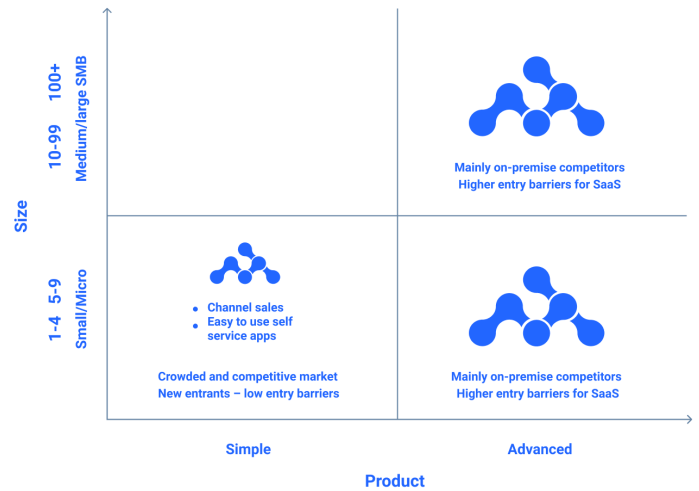 Size
100+
10-99
Medium/large SMB
5-9
1-4
Small/Micro
Mainly on-premise competitors
Higher entry barriers for SaaS
Channel sales
Easy to use self
service apps
Crowded and competitive market
New entrants – low entry barriers
Mainly on-premise competitors
Higher entry barriers for SaaS
Simple
Advanced
Product